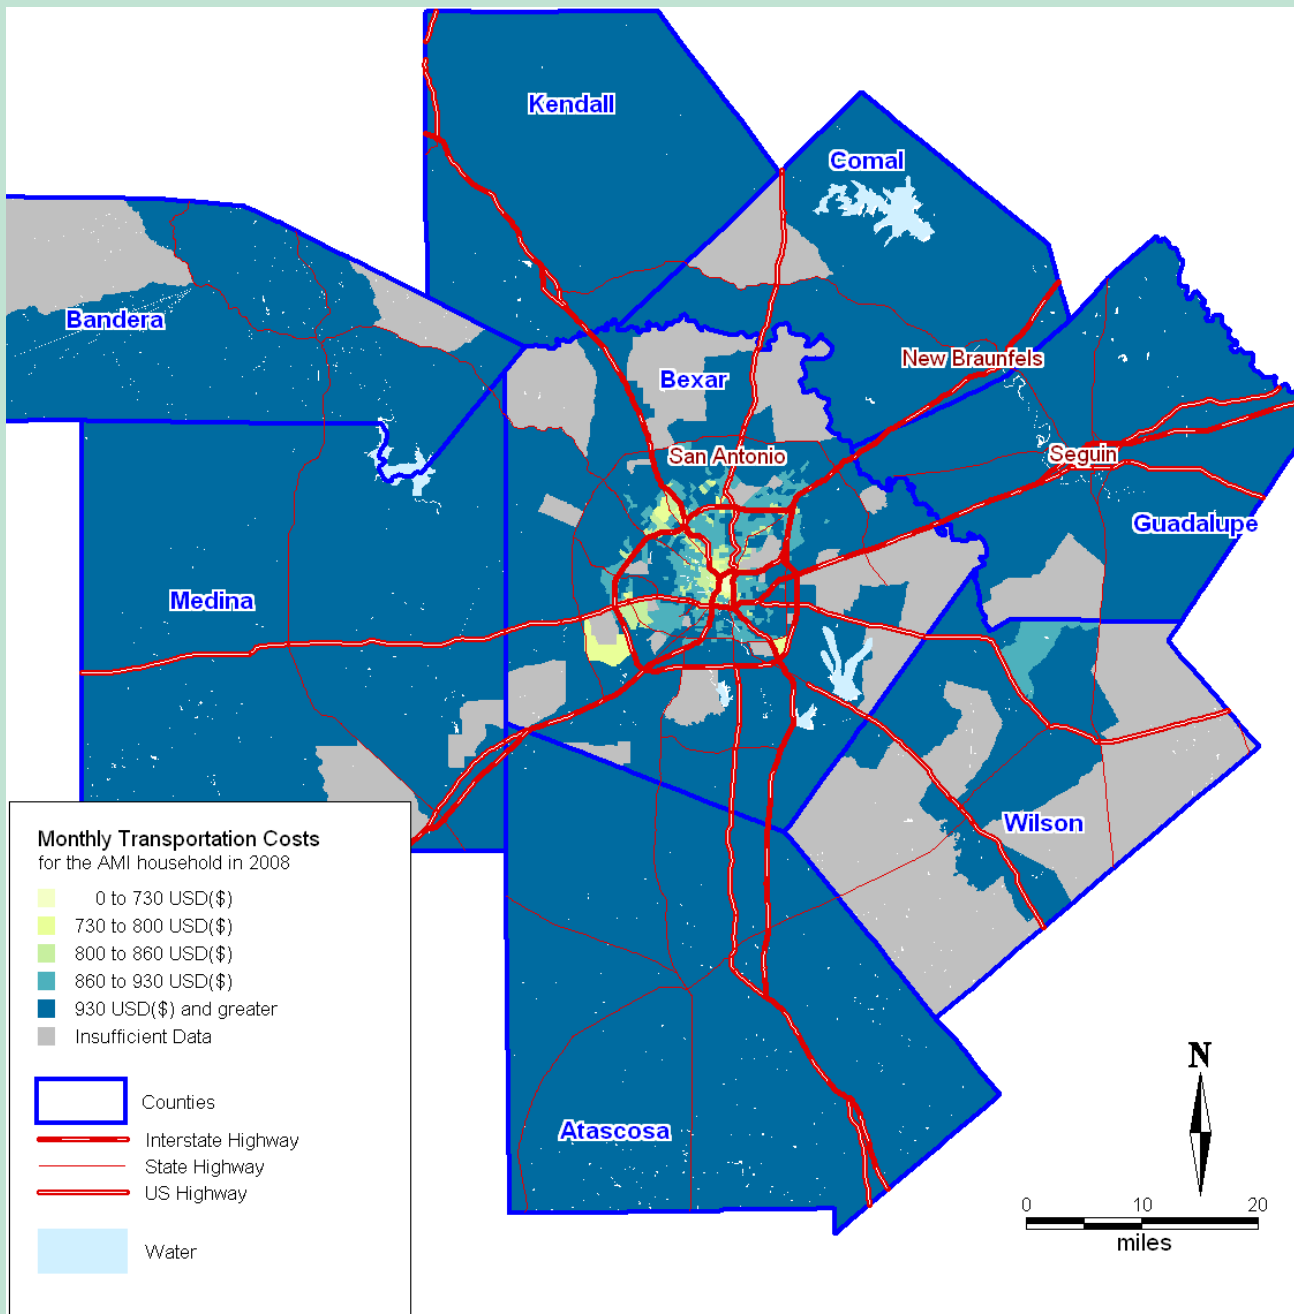 Kendall
Comal
Bandera
New Braunfels
Bexar
San Antonio
Seguin
Guadalupe
Medina
Wilson
Atascosa
Monthly Transportation Costs
for the AMI household in 2008
0 to 730 USD($)
730 to 800 USD($)
800 to 860 USD($)
860 to 930 USD($)
930 USD($) and greater
Insufficient Data
Counties
Interstate Highway
State Highway
US Highway
Water
N
0 10 20
miles